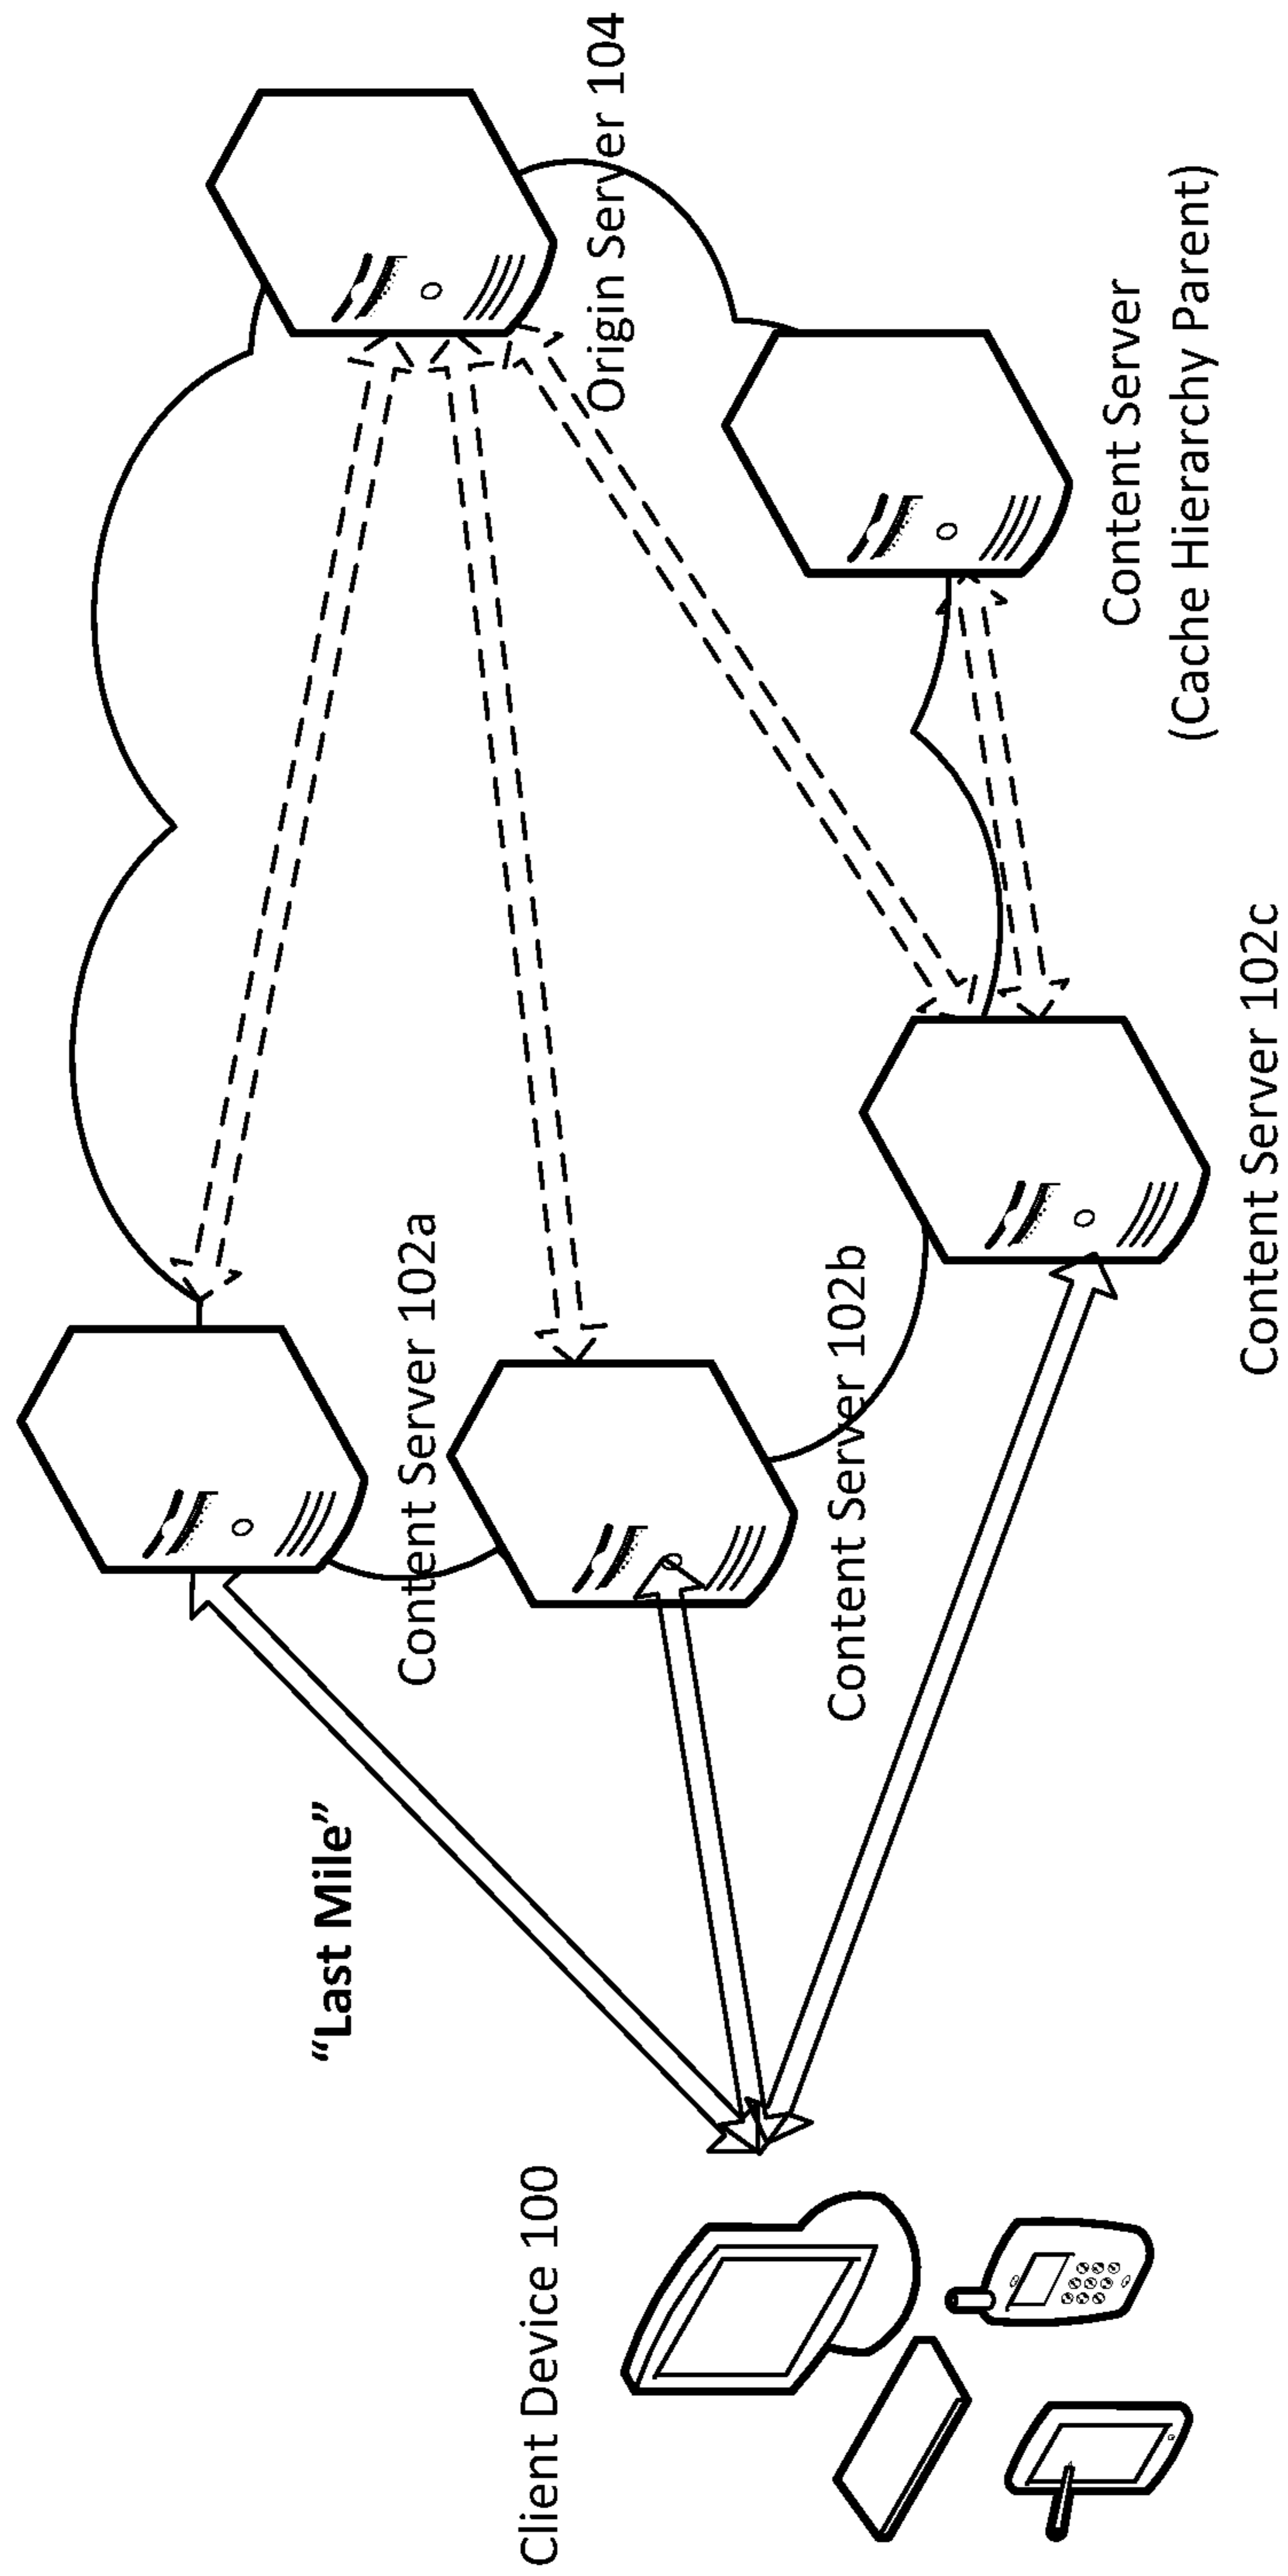 Client Device 100
“Last Mile”
Content Server 102a
Content Server 102b
Content Server 102c
Origin Server 104
Content Server
(Cache Hierarchy Parent)